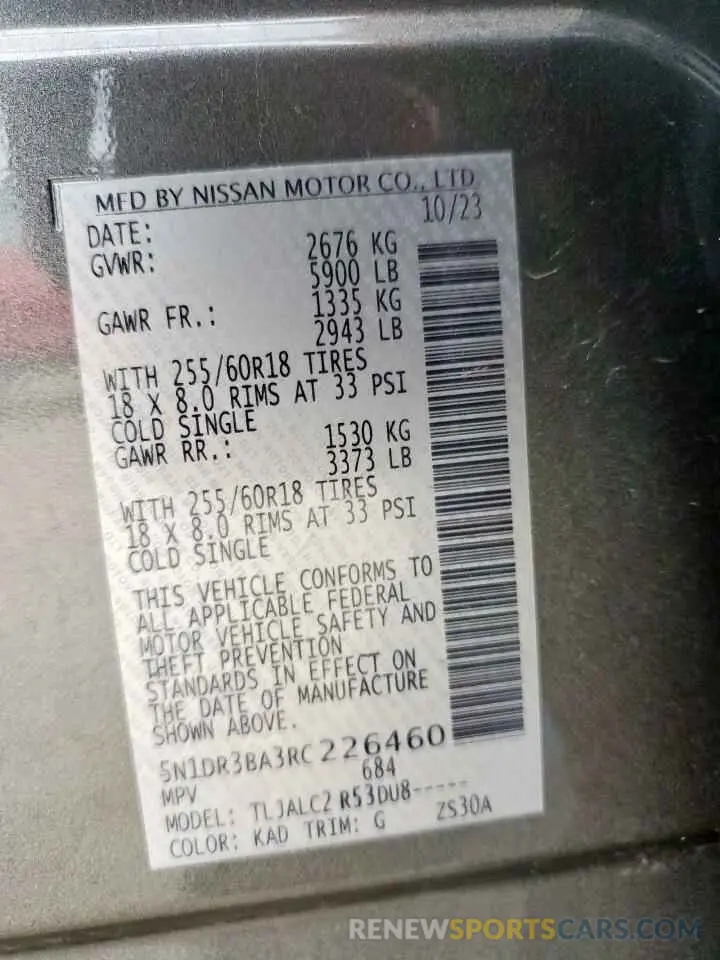 MFD BY NISSAN MOTOR CO., LTD
DATE: 10/23
GVWR: 2676 KG
5900 LB
GAWR FR.: 1335 KG
2943 LB
WITH 255/60R18 TIRES
18 X 8.0 RIMS AT 33 PSI
COLD SINGLE
GAWR RR.: 1530 KG
3373 LB
WITH 255/60R18 TIRES
18 X 8.0 RIMS AT 33 PSI
COLD SINGLE
THIS VEHICLE CONFORMS TO
ALL APPLICABLE FEDERAL
MOTOR VEHICLE SAFETY AND
THEFT PREVENTION
STANDARDS IN EFFECT ON
THE DATE OF MANUFACTURE
SHOWN ABOVE.
5N1DR3BA3RC226460
MPV 684
MODEL: TLJALC2 R53DU8-----
COLOR: KAD TRIM: G ZS30A
RENEWSPORTSCARS.COM